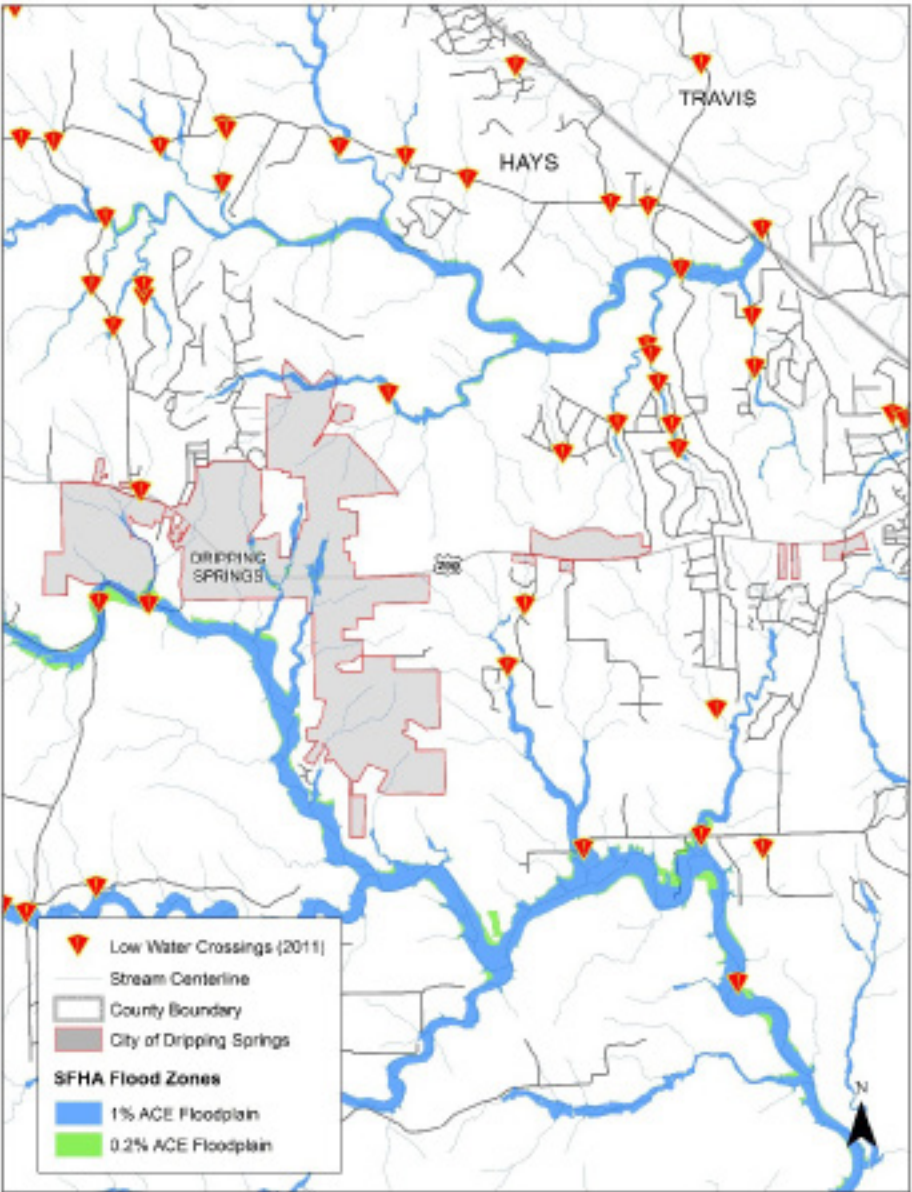 TRAVIS
HAYS
DRIPPING
SPRINGS
290
Low Water Crossings (2011)
Stream Centerline
County Boundary
City of Dripping Springs
SFHA Flood Zones
1% ACE Floodplain
0.2% ACE Floodplain
N